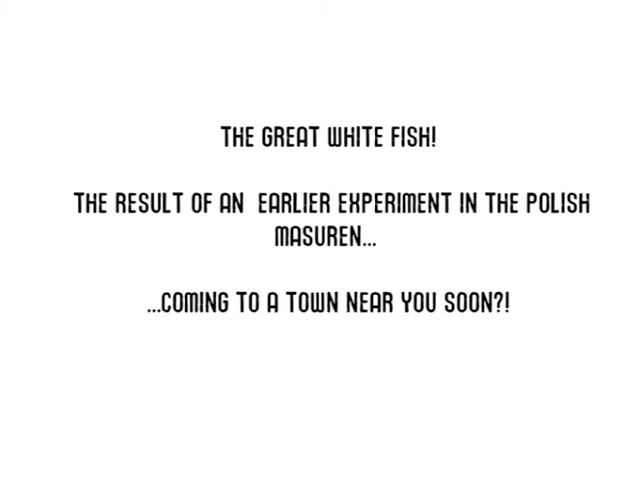 THE GREAT WHITE FISH!
THE RESULT OF AN EARLIER EXPERIMENT IN THE POLISH
MASUREN...
...COMING TO A TOWN NEAR YOU SOON?!